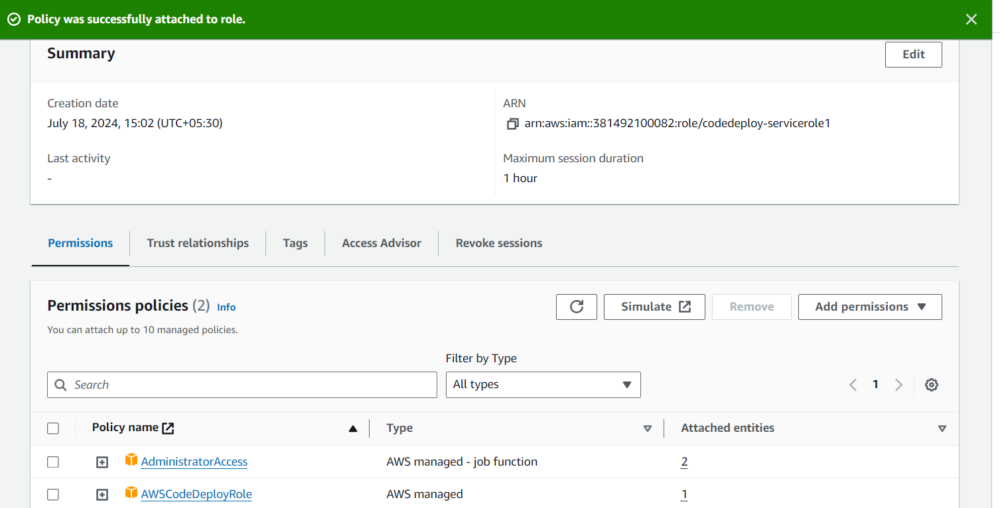 Policy was successfully attached to role.
Summary
Edit
Creation date
July 18, 2024, 15:02 (UTC+05:30)
ARN
arn:aws:iam::381492100082:role/codedeploy-servicerole1
Last activity
-
Maximum session duration
1 hour
Permissions
Trust relationships
Tags
Access Advisor
Revoke sessions
Permissions policies (2) Info
You can attach up to 10 managed policies.
Simulate
Remove
Add permissions
Filter by Type
Search
All types
1
Policy name
Type
Attached entities
AdministratorAccess
AWS managed - job function
2
AWSCodeDeployRole
AWS managed
1